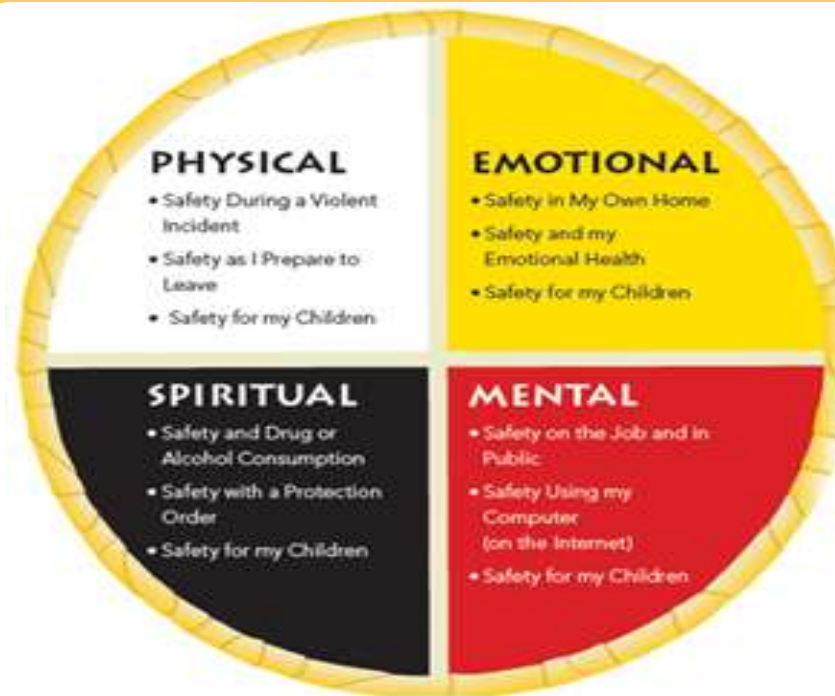 PHYSICAL
• Safety During a Violent
Incident
• Safety as I Prepare to
Leave
• Safety for my Children
EMOTIONAL
• Safety in My Own Home
• Safety and my
Emotional Health
• Safety for my Children
SPIRITUAL
• Safety and Drug or
Alcohol Consumption
• Safety with a Protection
Order
• Safety for my Children
MENTAL
• Safety on the Job and in
Public
• Safety Using my
Computer
(on the Internet)
• Safety for my Children